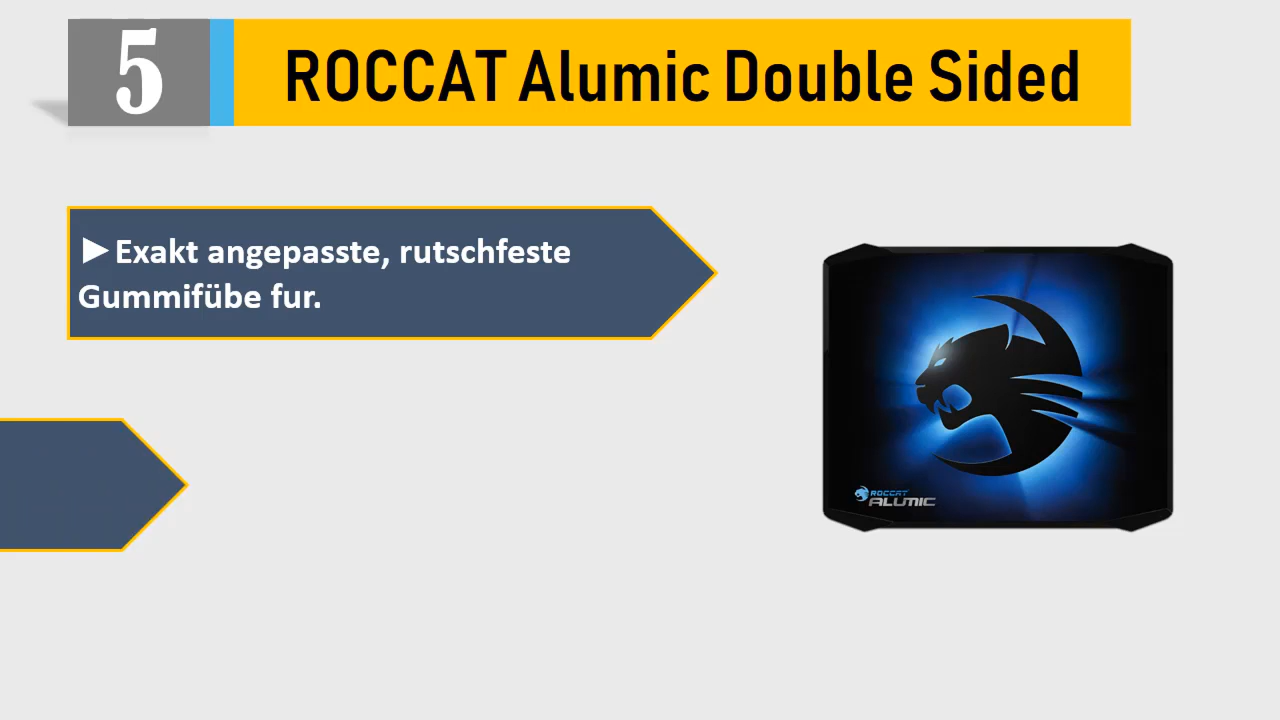 5
ROCCAT Alumic Double Sided
►Exakt angepasste, rutschfeste
Gummifübe fur.
ROCCAT
ALUMIC